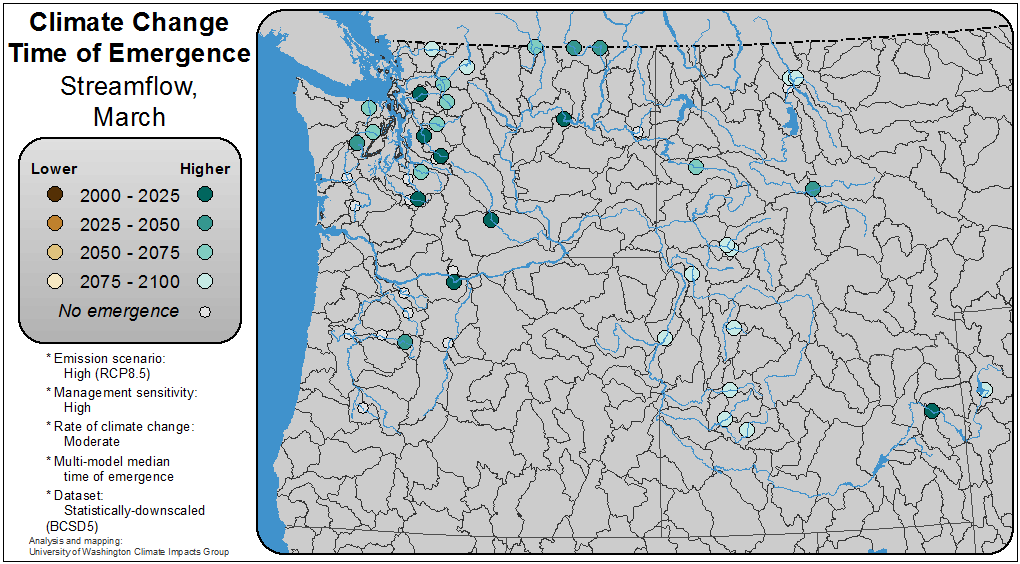 Climate Change
Time of Emergence
Streamflow,
March
Lower Higher
2000 - 2025
2025 - 2050
2050 - 2075
2075 - 2100
No emergence
* Emission scenario:
High (RCP8.5)
* Management sensitivity:
High
* Rate of climate change:
Moderate
* Multi-model median
time of emergence
* Dataset:
Statistically-downscaled
(BCSD5)
Analysis and mapping:
University of Washington Climate Impacts Group